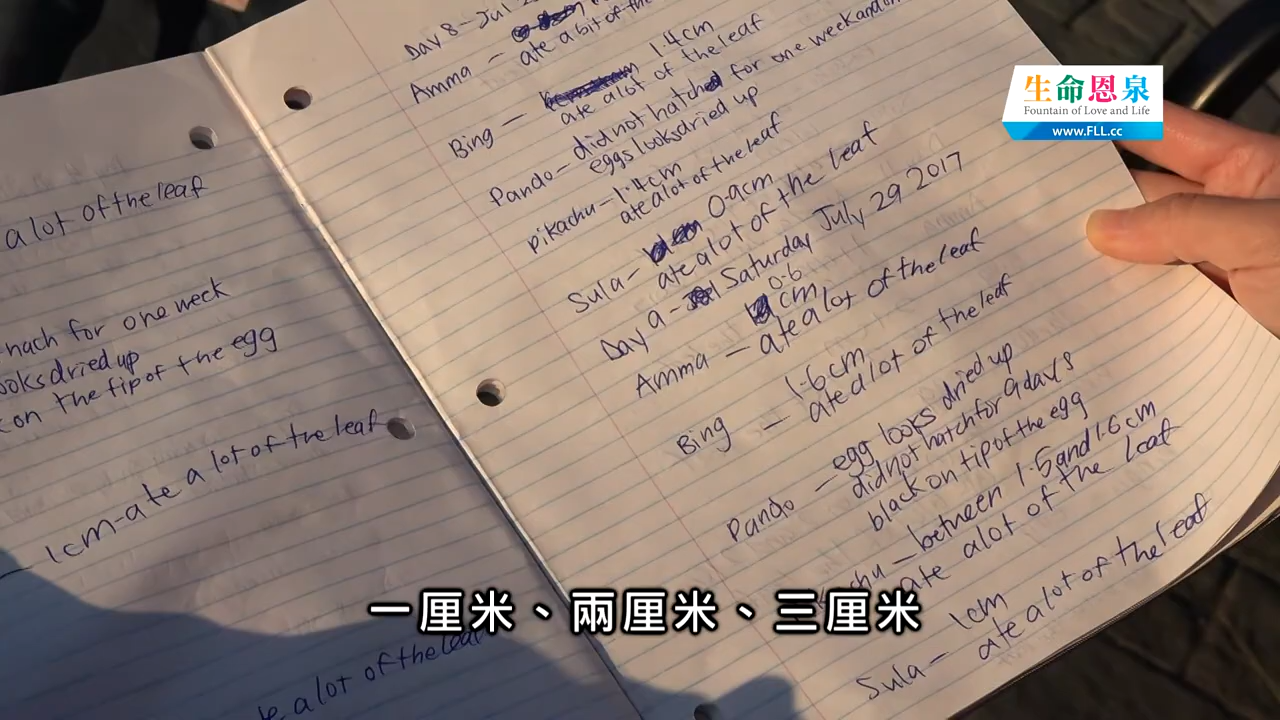 a lot of the leaf
hach for one week
ooks dried up
on the tip of the egg
1cm-ate a lot of the leaf
a lot of the leaf
Day 8 - Jul
Amma - ate a bit of the
Bing - 1.4cm
ate a lot of the leaf
Pando - did not hatch for one week and
eggs looks dried up
pikachu - 1.4cm
ate a lot of the leaf
Sula - 0.9cm
ate a lot of the leaf
Day 9 - Saturday July 29 2017
Amma - 0.6 cm
ate a lot of the leaf
Bing - 1.6cm
ate a lot of the leaf
Pando - egg looks dried up
did not hatch for 9 days
black on tip of the egg
chu - between 1.5 and 1.6cm
ate a lot of the leaf
Sula - 1cm
ate a lot of the leaf
生命恩泉
Fountain of Love and Life
www.FLL.cc
一厘米、兩厘米、三厘米